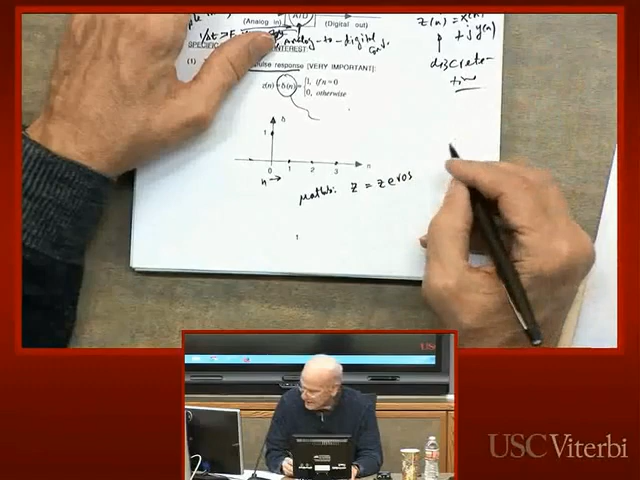 (Analog in) (A/D) (Digital out)
analog-to-digital
z(n) = x(n)
+ j y(n)
discrete-
time
SPECIFIC INTEREST
(1) pulse response [VERY IMPORTANT]:
z(n) = δ(n) = { 1, if n = 0
0, otherwise
δ
1
0 1 2 3 n
n →
matlab: z = zeros
1
USC Viterbi